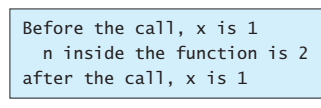 Before the call, x is 1
  n inside the function is 2
after the call, x is 1